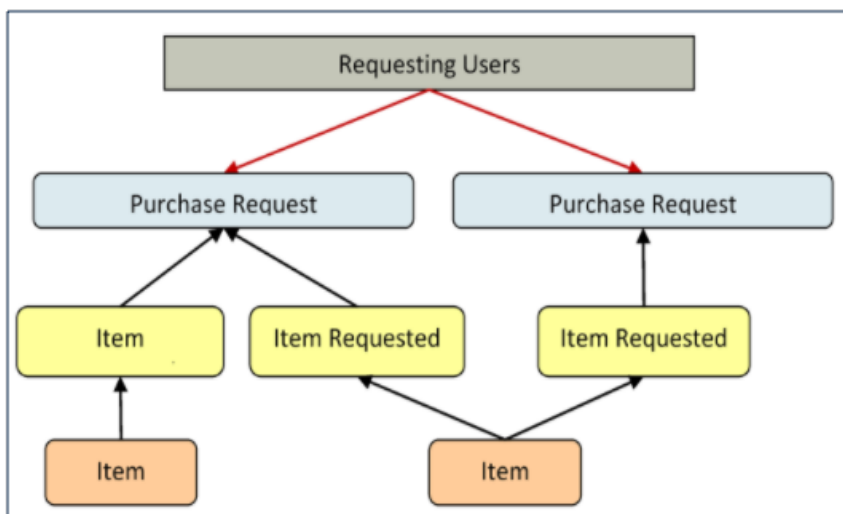 Requesting Users
Purchase Request
Purchase Request
Item
Item Requested
Item Requested
Item
Item